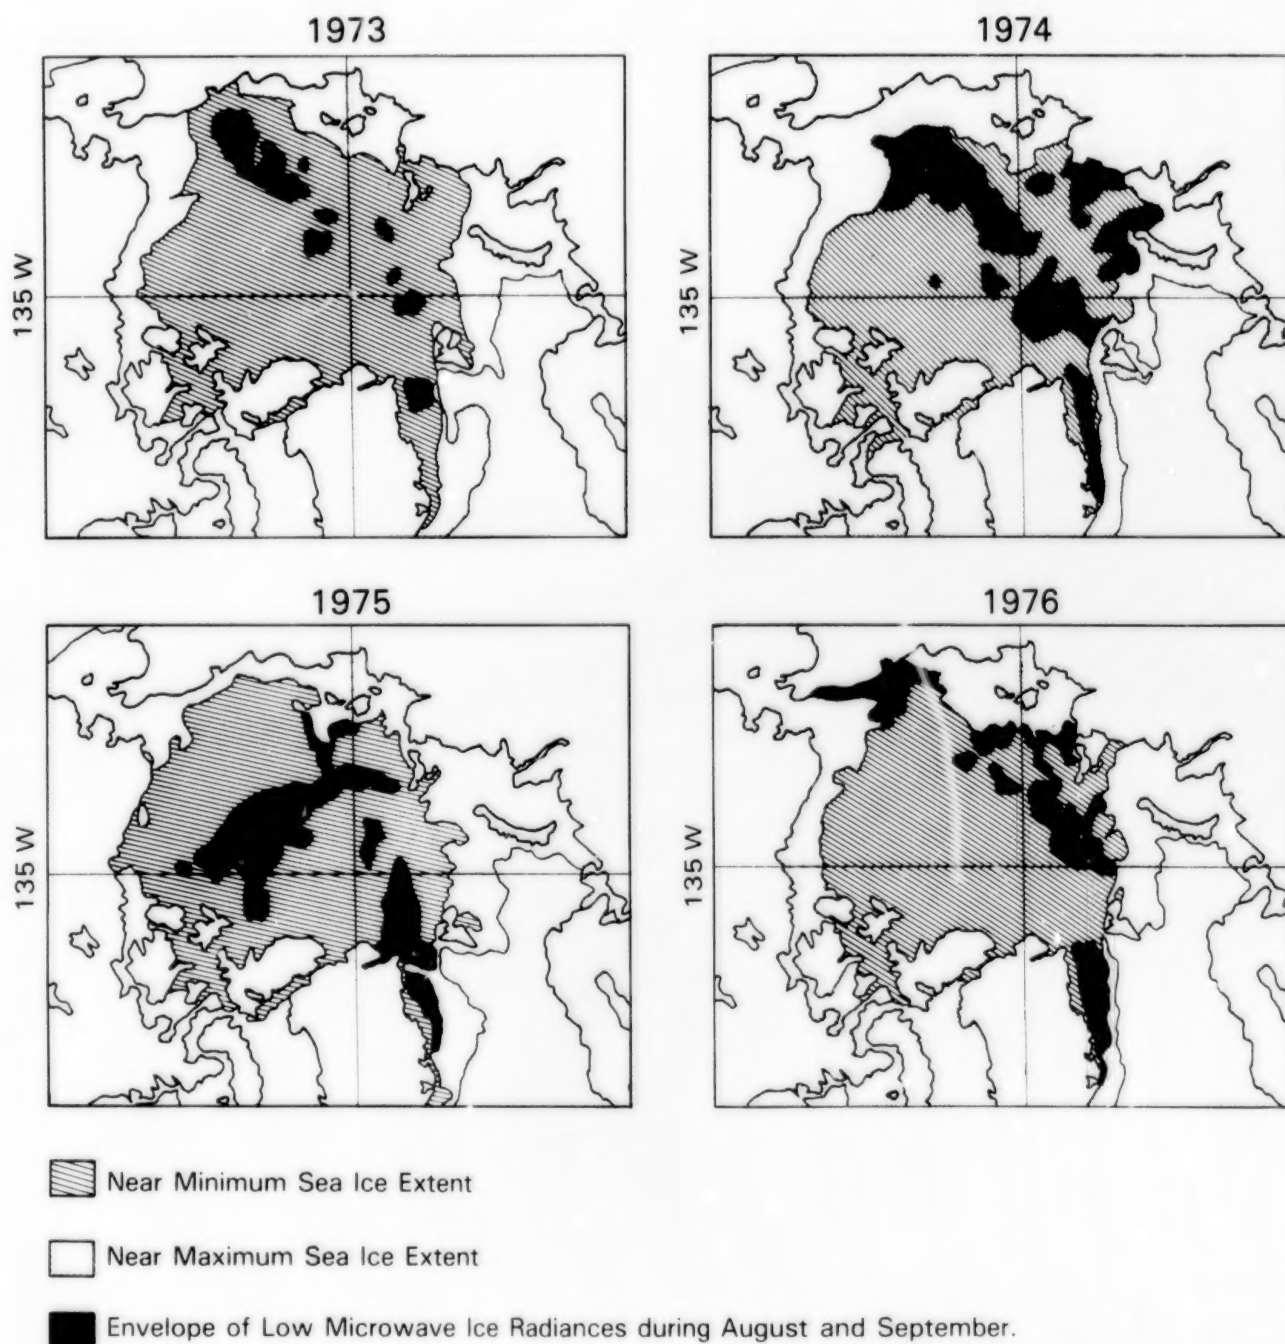 1973
1974
135 W
135 W
1975
1976
135 W
135 W
Near Minimum Sea Ice Extent
Near Maximum Sea Ice Extent
Envelope of Low Microwave Ice Radiances during August and September.